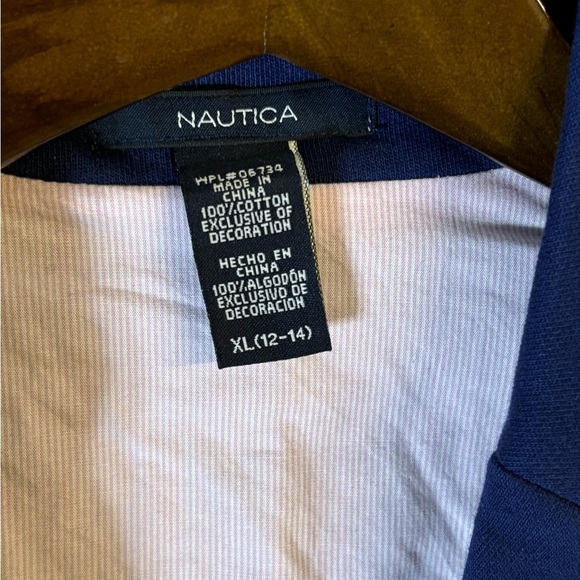 NAUTICA
WPL#06734
MADE IN
CHINA
100%COTTON
EXCLUSIVE OF
DECORATION
HECHO EN
CHINA
100%ALGODÓN
EXCLUSIVO DE
DECORACION
XL(12-14)